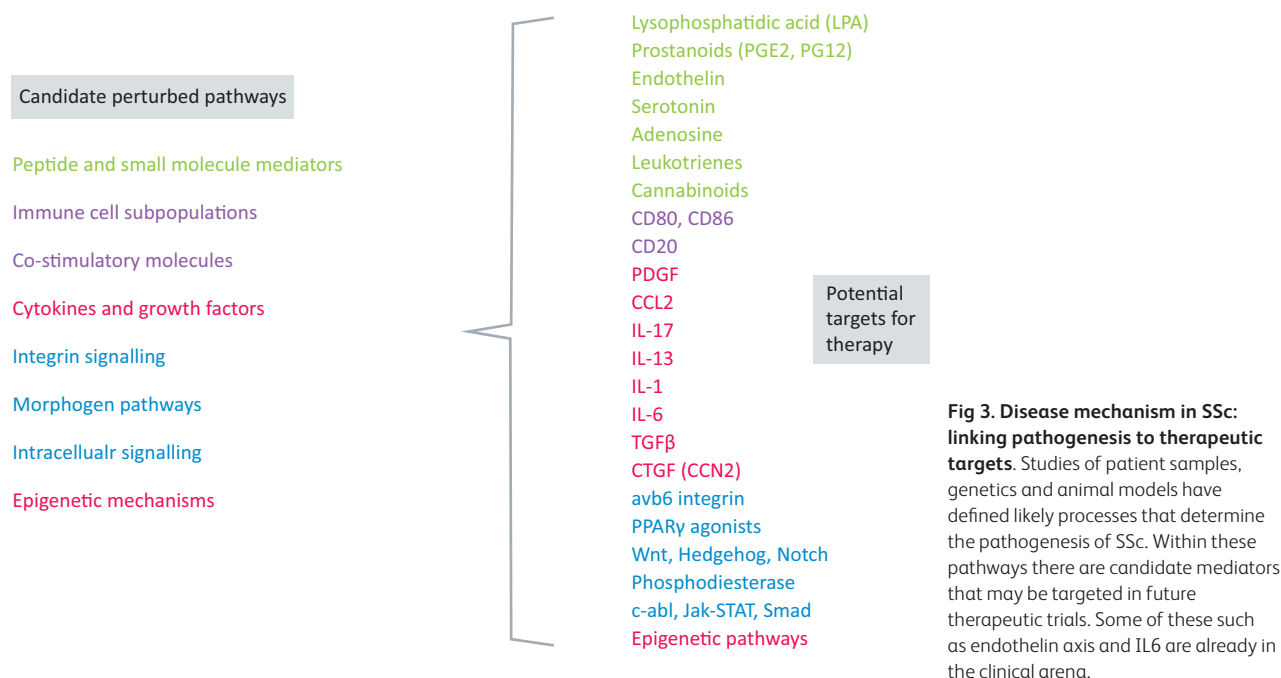 Candidate perturbed pathways
Peptide and small molecule mediators
Immune cell subpopulations
Co-stimulatory molecules
Cytokines and growth factors
Integrin signalling
Morphogen pathways
Intracellualr signalling
Epigenetic mechanisms
Lysophosphatidic acid (LPA)
Prostanoids (PGE2, PG12)
Endothelin
Serotonin
Adenosine
Leukotrienes
Cannabinoids
CD80, CD86
CD20
PDGF
CCL2
IL-17
IL-13
IL-1
IL-6
TGFβ
CTGF (CCN2)
avb6 integrin
PPARγ agonists
Wnt, Hedgehog, Notch
Phosphodiesterase
c-abl, Jak-STAT, Smad
Epigenetic pathways
Potential
targets for
therapy
Fig 3. Disease mechanism in SSc:
linking pathogenesis to therapeutic
targets. Studies of patient samples,
genetics and animal models have
defined likely processes that determine
the pathogenesis of SSc. Within these
pathways there are candidate mediators
that may be targeted in future
therapeutic trials. Some of these such
as endothelin axis and IL6 are already in
the clinical arena.